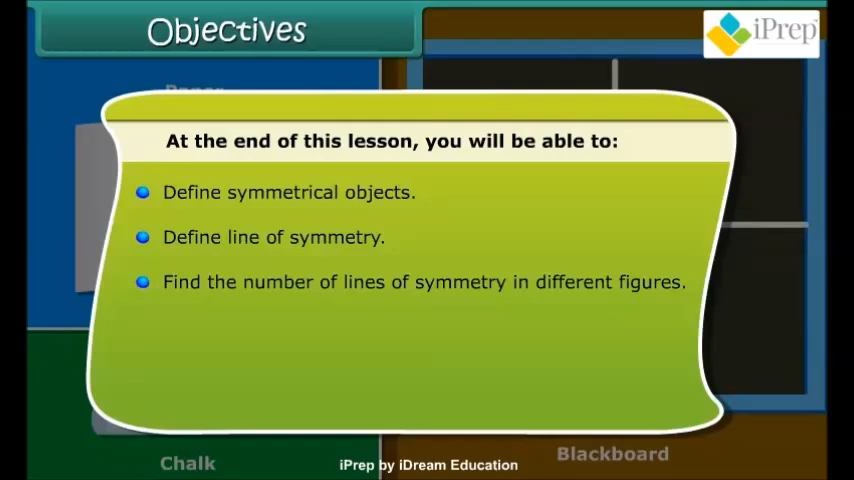 Objectives
iPrep
Paper
At the end of this lesson, you will be able to:
Define symmetrical objects.
Define line of symmetry.
Find the number of lines of symmetry in different figures.
Chalk
iPrep by iDream Education
Blackboard